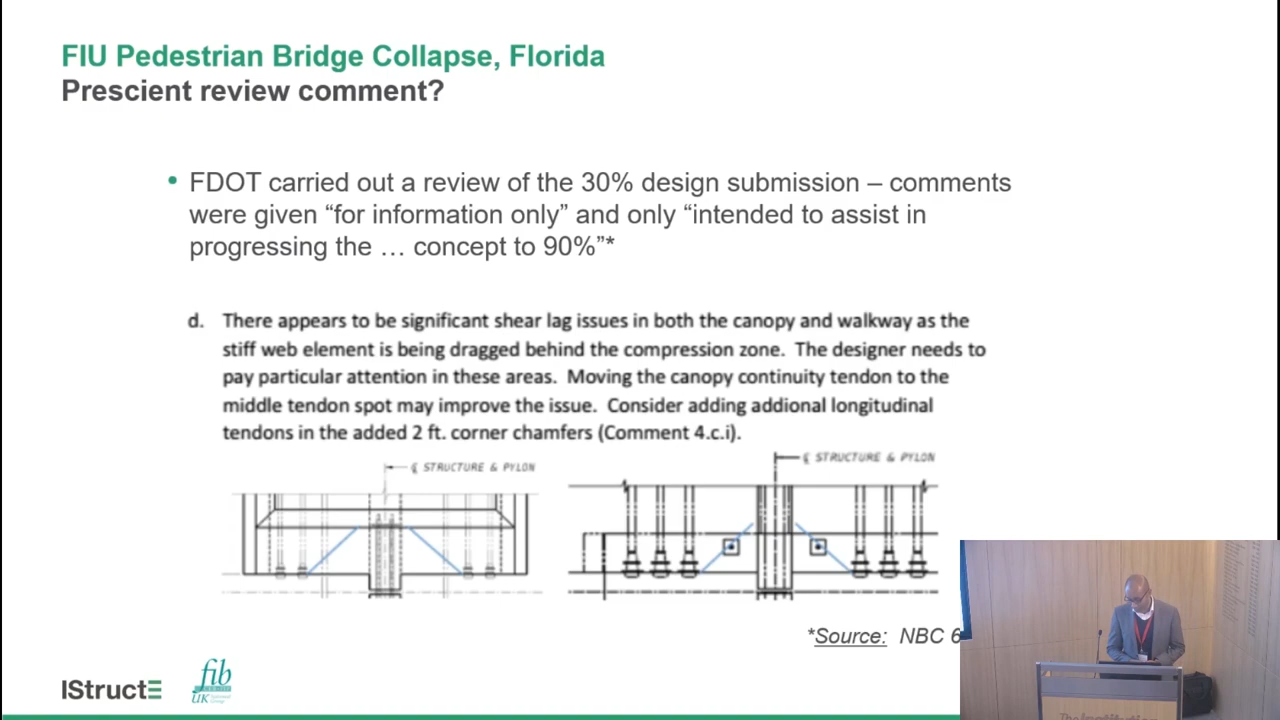 FIU Pedestrian Bridge Collapse, Florida
Prescient review comment?
• FDOT carried out a review of the 30% design submission – comments
were given “for information only” and only “intended to assist in
progressing the … concept to 90%”*
d. There appears to be significant shear lag issues in both the canopy and walkway as the
stiff web element is being dragged behind the compression zone. The designer needs to
pay particular attention in these areas. Moving the canopy continuity tendon to the
middle tendon spot may improve the issue. Consider adding addional longitudinal
tendons in the added 2 ft. corner chamfers (Comment 4.c.i).
℄ STRUCTURE & PYLON
℄ STRUCTURE & PYLON
*Source: NBC 6
IStructE
fib
UK